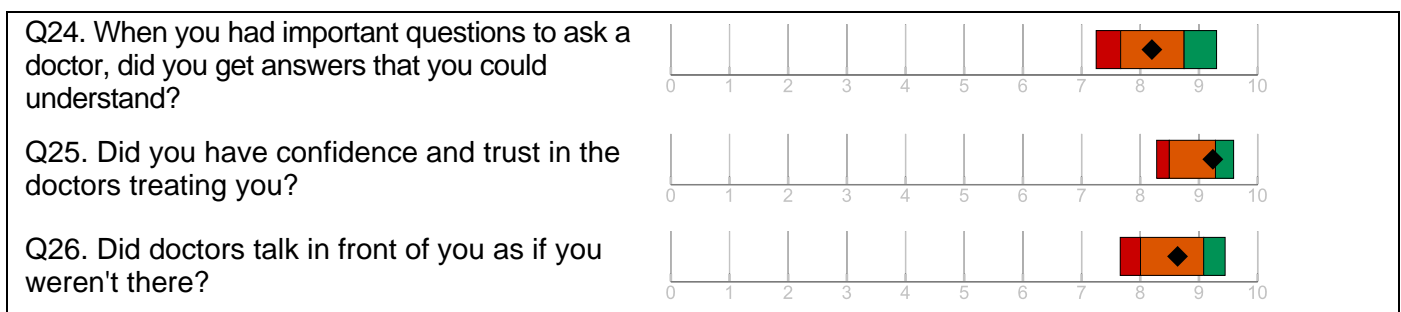 Q24. When you had important questions to ask a
doctor, did you get answers that you could
understand?
0 1 2 3 4 5 6 7 8 9 10
Q25. Did you have confidence and trust in the
doctors treating you?
0 1 2 3 4 5 6 7 8 9 10
Q26. Did doctors talk in front of you as if you
weren't there?
0 1 2 3 4 5 6 7 8 9 10